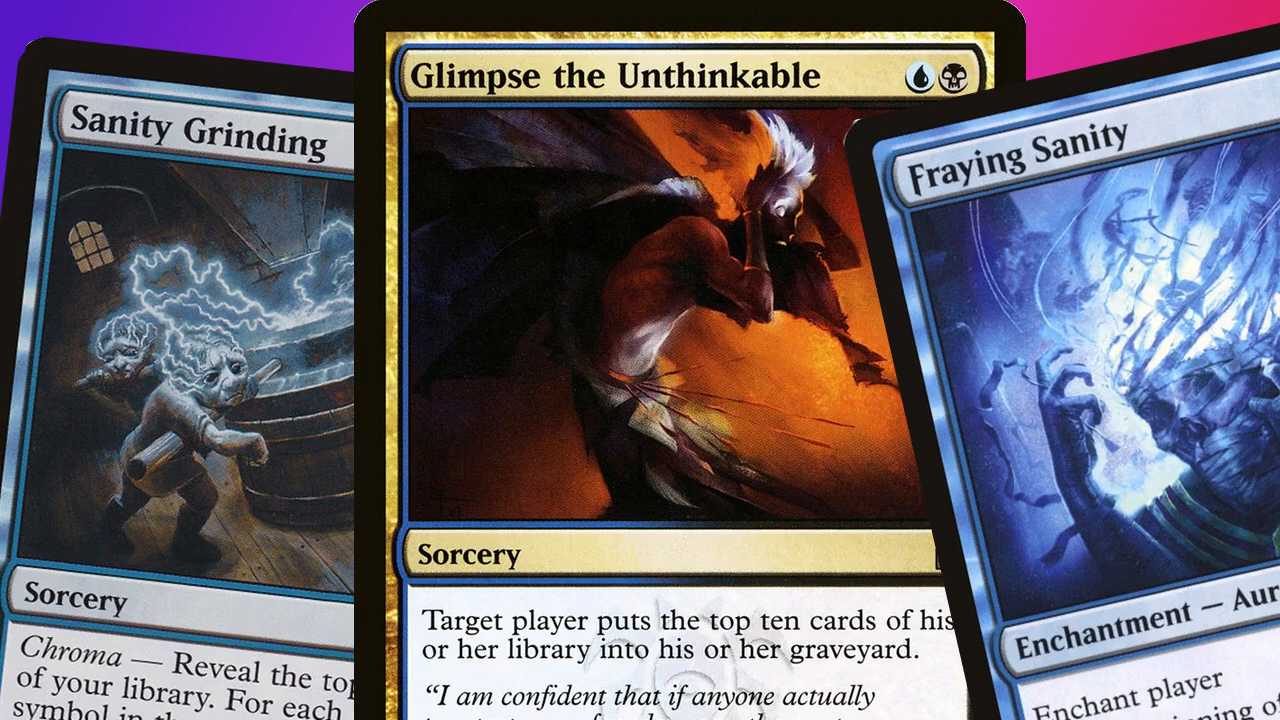 Sanity Grinding
Sorcery
Chroma — Reveal the top
of your library. For each
symbol in
Glimpse the Unthinkable
Sorcery
Target player puts the top ten cards of his
or her library into his or her graveyard.
“I am confident that if anyone actually
Fraying Sanity
Enchantment — Aur
Enchant player